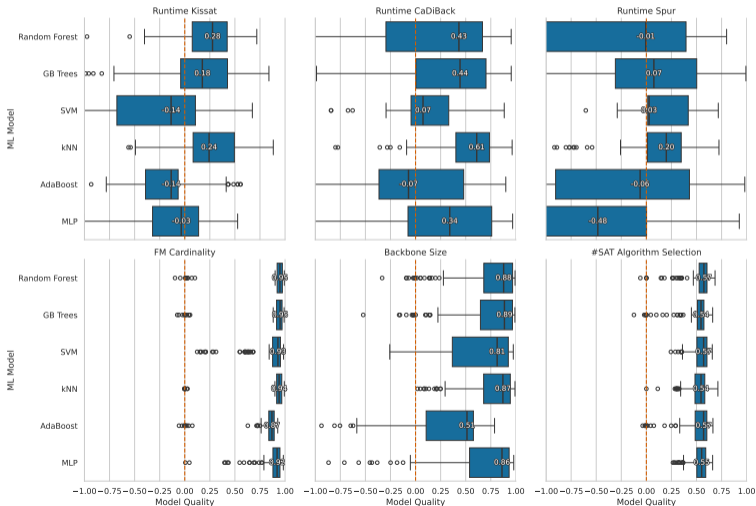 Runtime Kissat
Runtime CaDiBack
Runtime Spur
ML Model
Random Forest
0.28
0.43
-0.01
GB Trees
0.18
0.44
0.07
SVM
-0.14
0.07
kNN
0.24
0.61
0.20
AdaBoost
-0.14
-0.07
MLP
-0.03
0.34
-0.48
FM Cardinality
Backbone Size
#SAT Algorithm Selection
ML Model
Random Forest
0.88
GB Trees
0.89
SVM
0.81
kNN
0.87
AdaBoost
0.51
MLP
0.86
−1.00 −0.75 −0.50 −0.25 0.00 0.25 0.50 0.75 1.00
−1.00 −0.75 −0.50 −0.25 0.00 0.25 0.50 0.75 1.00
−1.00 −0.75 −0.50 −0.25 0.00 0.25 0.50 0.75 1.00
Model Quality
Model Quality
Model Quality